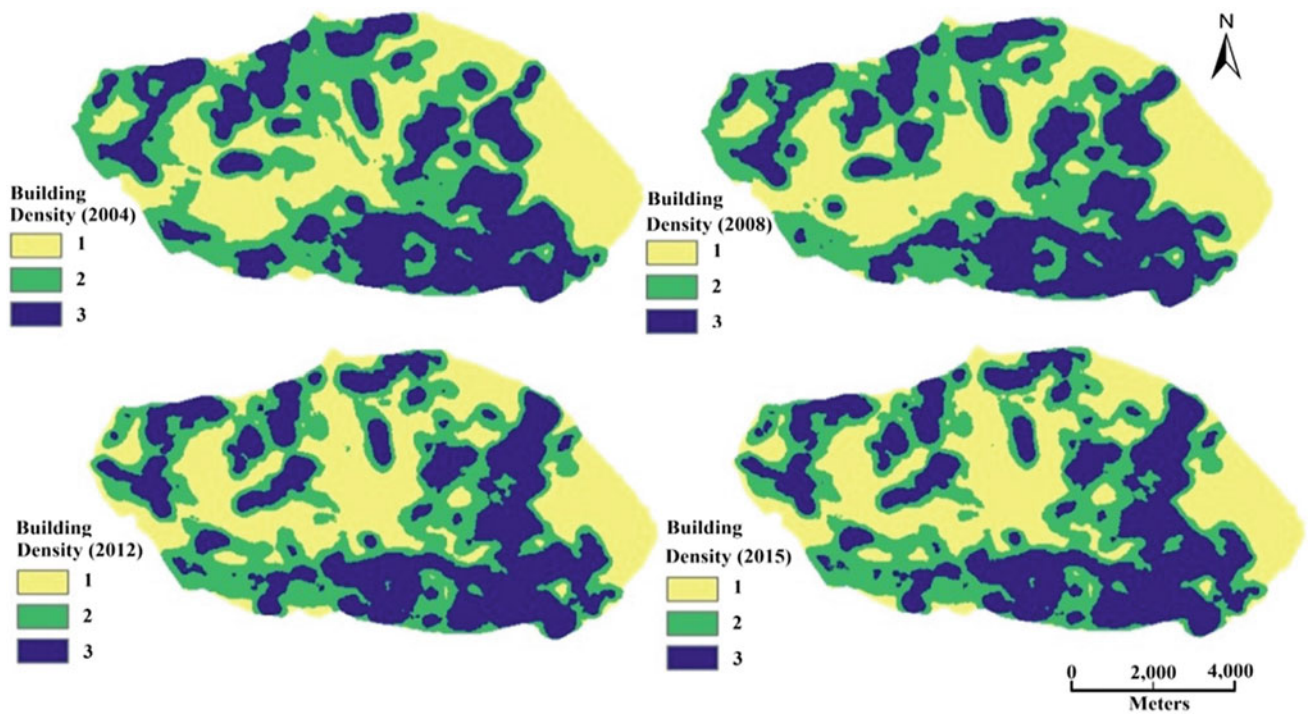 N
Building
Density (2004)
1
2
3
Building
Density (2008)
1
2
3
Building
Density (2012)
1
2
3
Building
Density (2015)
1
2
3
0 2,000 4,000
Meters